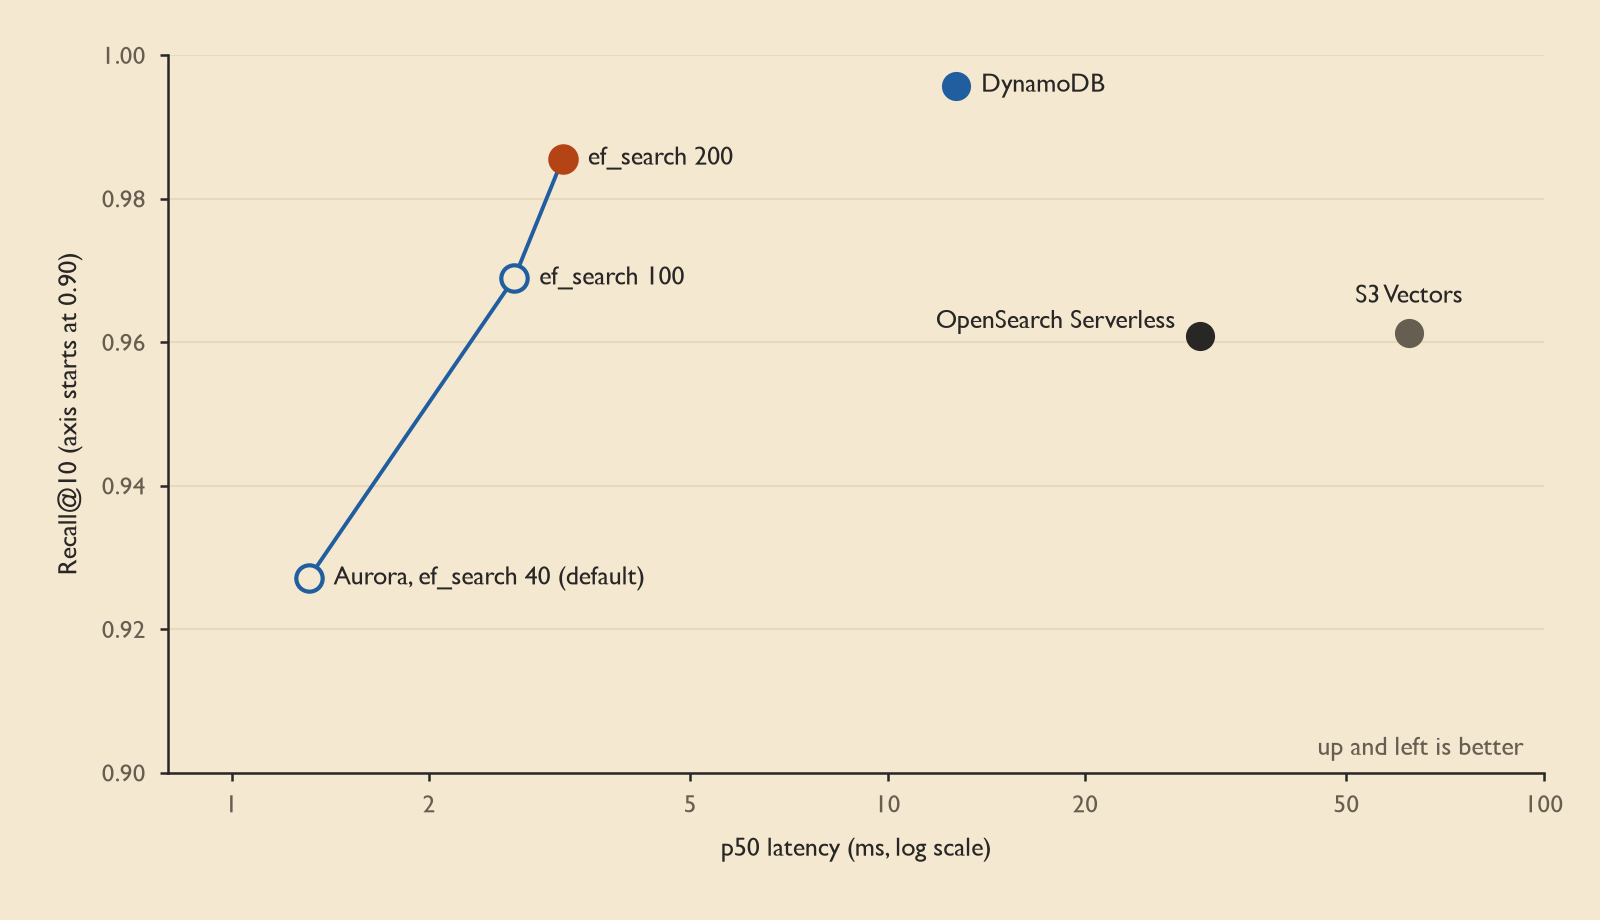 1.00
DynamoDB
ef_search 200
0.98
ef_search 100
S3 Vectors
OpenSearch Serverless
0.96
Recall@10 (axis starts at 0.90)
0.94
Aurora, ef_search 40 (default)
0.92
up and left is better
0.90
1 2 5 10 20 50 100
p50 latency (ms, log scale)